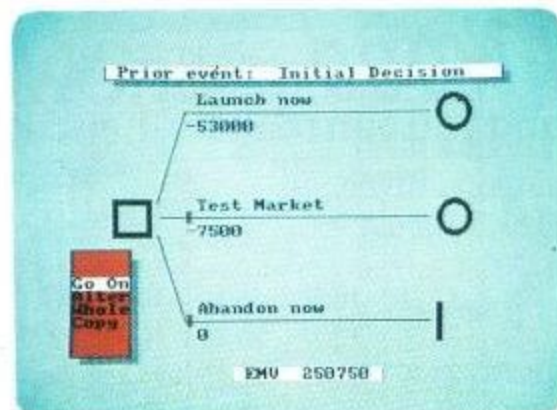 Prior event: Initial Decision
Launch now
-53000
Test Market
-7500
Go On
Alter
Whole
Copy
Abandon now
0
EMV 250750